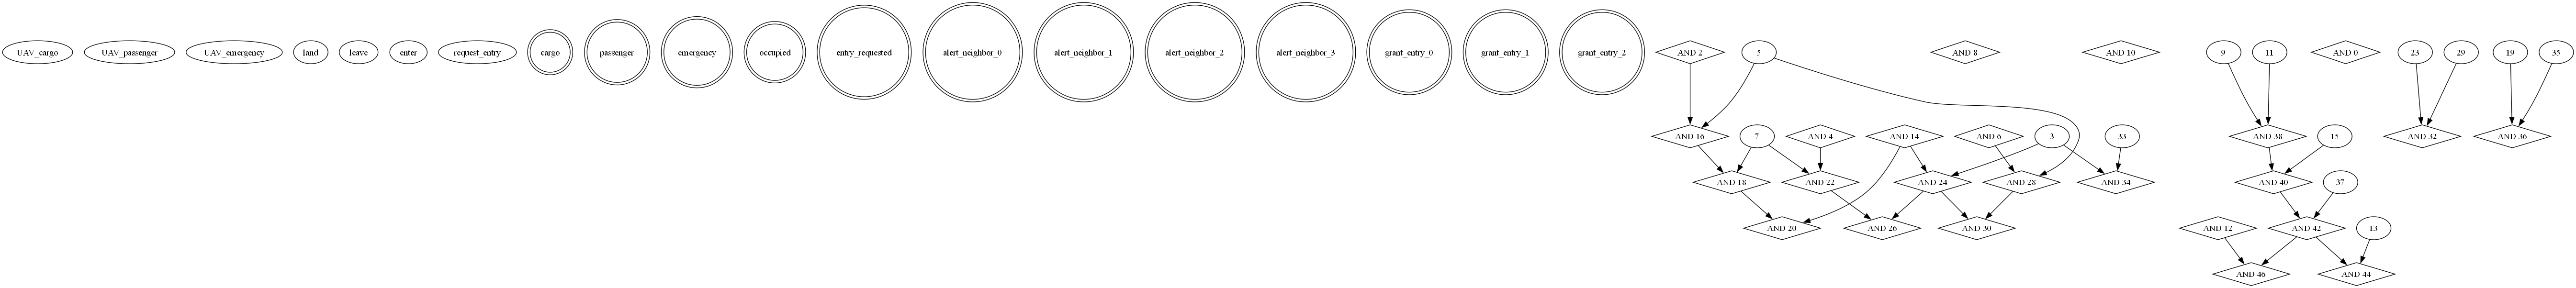 UAV_cargo
UAV_passenger
UAV_emergency
land
leave
enter
request_entry
cargo
passenger
emergency
occupied
entry_requested
alert_neighbor_0
alert_neighbor_1
alert_neighbor_2
alert_neighbor_3
grant_entry_0
grant_entry_1
grant_entry_2
AND 2
5
AND 8
AND 10
9
11
AND 0
23
29
19
35
AND 16
7
AND 4
AND 14
AND 6
3
33
AND 38
15
AND 32
AND 36
AND 18
AND 22
AND 24
AND 28
AND 34
AND 40
37
AND 20
AND 26
AND 30
AND 12
AND 42
13
AND 46
AND 44